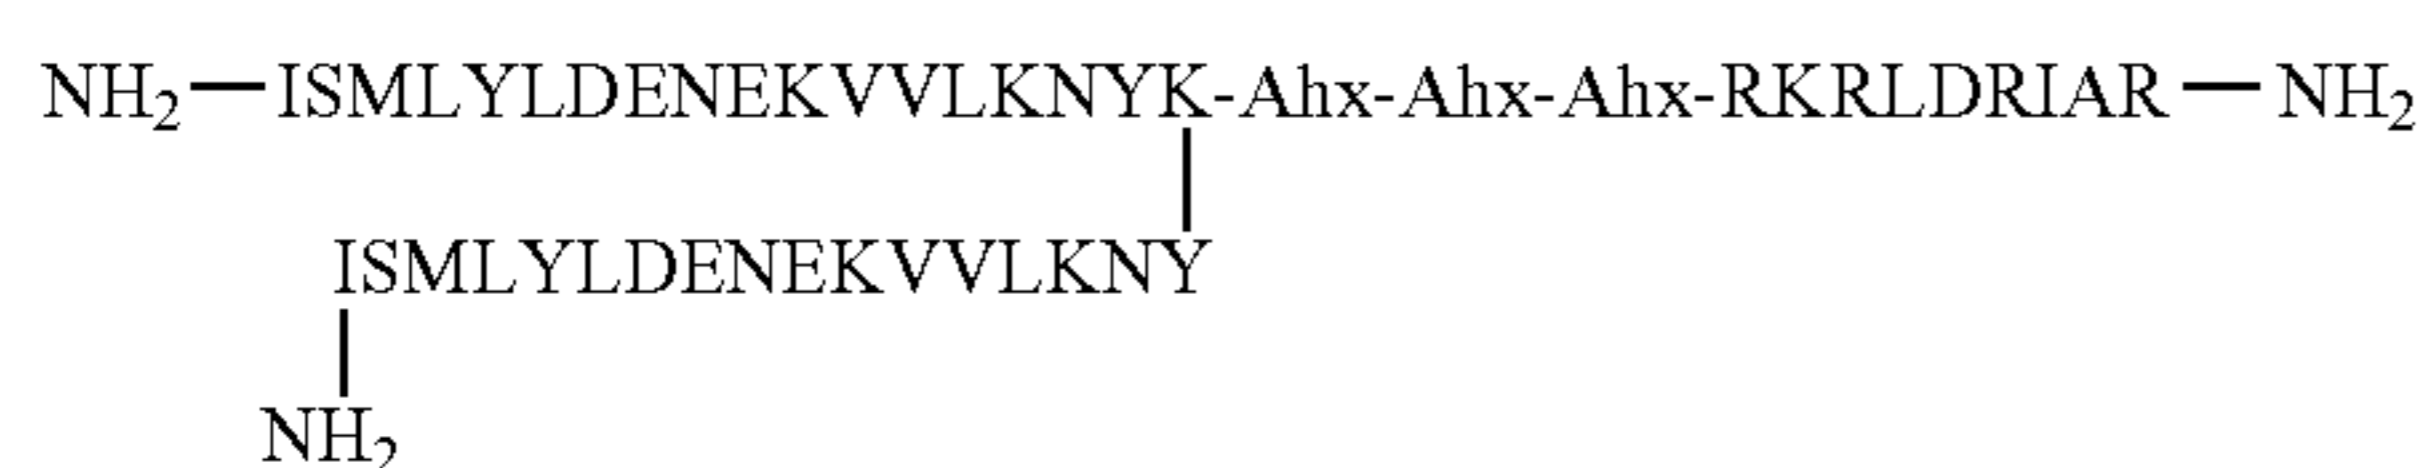 NH₂—ISMLYLDENEKVVLKNYK-Ahx-Ahx-Ahx-RKRLDRIAR—NH₂
ISMLYLDENEKVVLKNY
NH₂